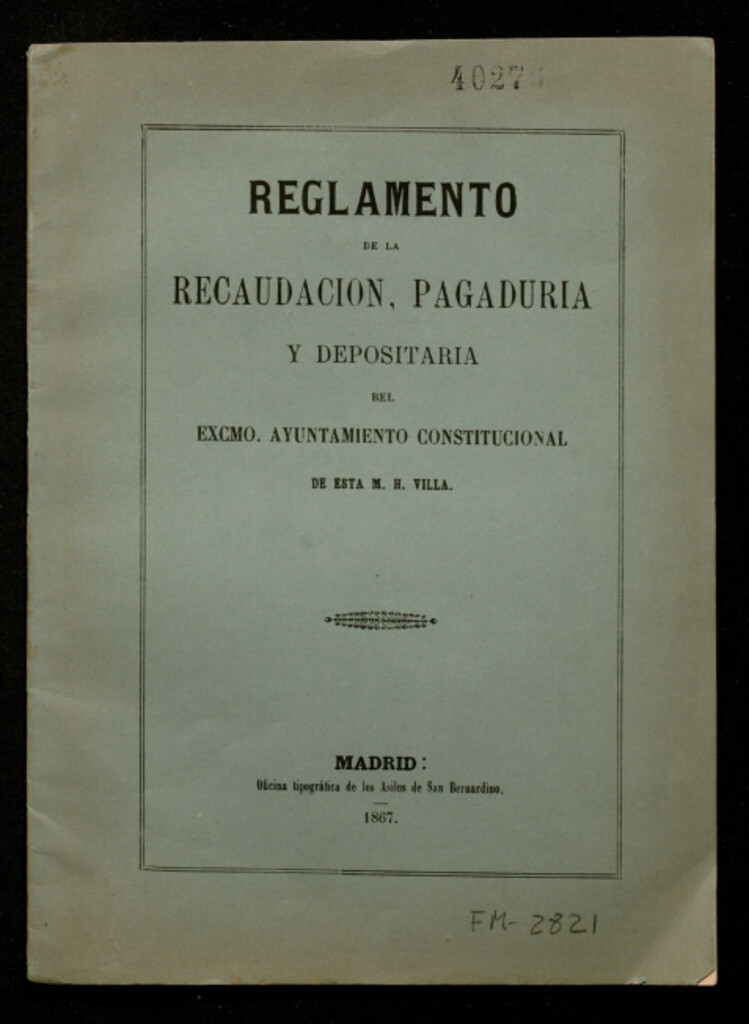 REGLAMENTO
DE LA
RECAUDACION, PAGADURIA
Y DEPOSITARIA
DEL
EXCMO. AYUNTAMIENTO CONSTITUCIONAL
DE ESTA M. H. VILLA.
MADRID:
Oficina tipográfica de los Asilos de San Bernardino.
1867.
FM-2821